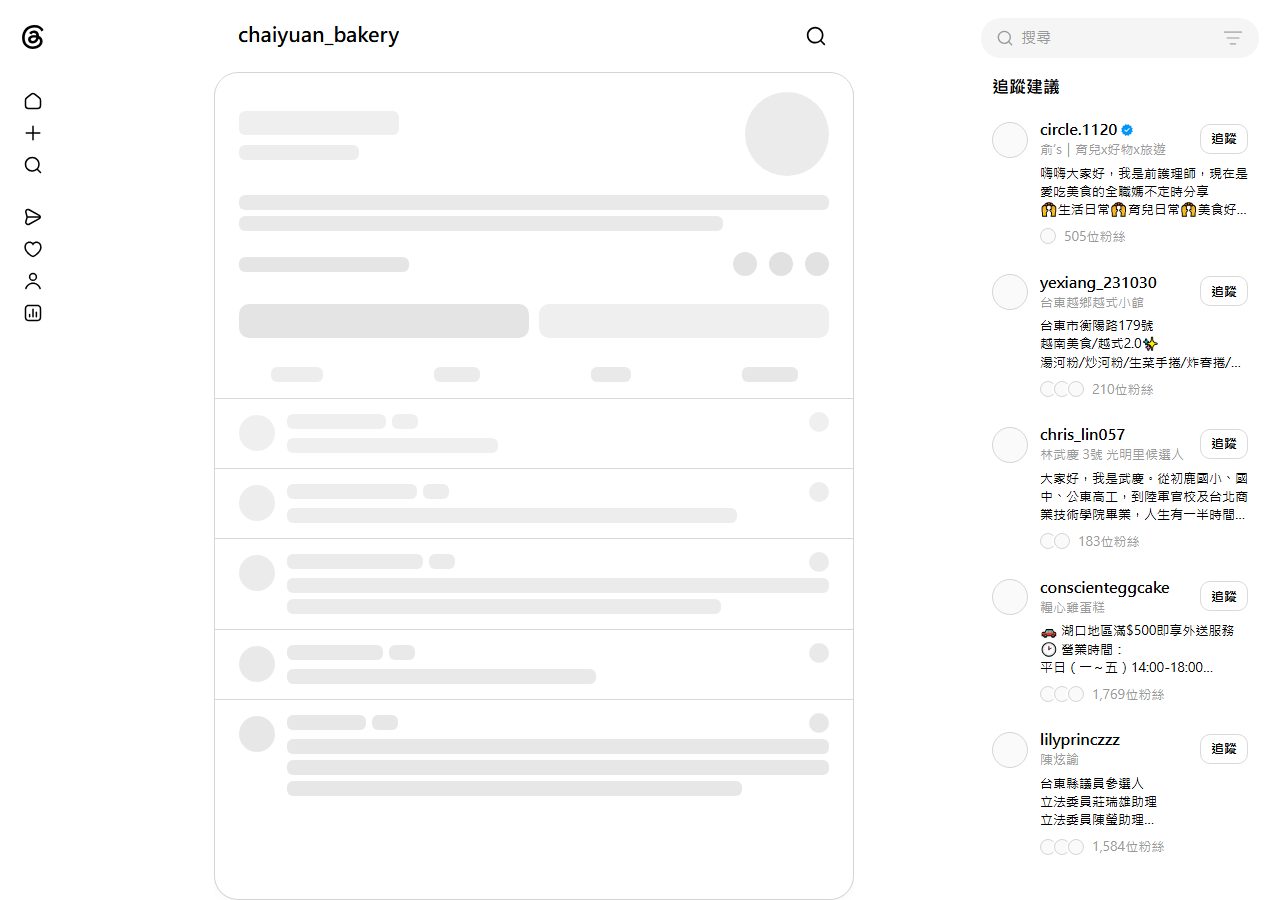 chaiyuan_bakery
搜尋
追蹤建議
circle.1120
追蹤
俞's | 育兒x好物x旅遊
嗨嗨大家好，我是前護理師，現在是
愛吃美食的全職媽不定時分享
🙆生活日常🙆育兒日常🙆美食好...
505位粉絲
yexiang_231030
追蹤
台東越鄉越式小館
台東市衡陽路179號
越南美食/越式2.0✨
湯河粉/炒河粉/生菜手捲/炸春捲/...
210位粉絲
chris_lin057
追蹤
林武慶 3號 光明里候選人
大家好，我是武慶。從初鹿國小、國
中、公東高工，到陸軍官校及台北商
業技術學院畢業，人生有一半時間...
183位粉絲
conscienteggcake
追蹤
糧心雞蛋糕
🚗 湖口地區滿$500即享外送服務
🕑 營業時間：
平日 ( 一 ~ 五 ) 14:00-18:00...
1,769位粉絲
lilyprinczzz
追蹤
陳炫諭
台東縣議員參選人
立法委員莊瑞雄助理
立法委員陳瑩助理...
1,584位粉絲